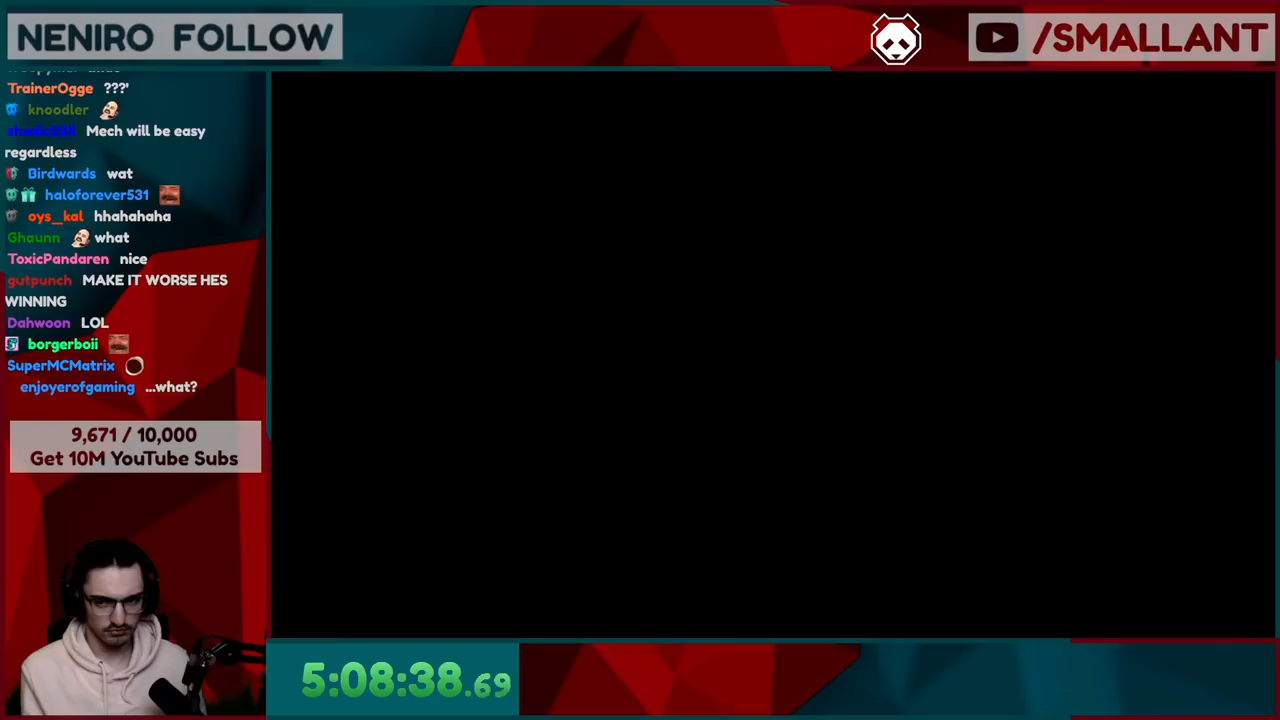 NENIRO FOLLOW
/SMALLANT
TrainerOgge ???'
knoodler
Mech will be easy
regardless
Birdwards wat
haloforever531
oys_kal hhahahaha
Ghaunn what
ToxicPandaren nice
gutpunch MAKE IT WORSE HES
WINNING
Dahwoon LOL
borgerboii
SuperMCMatrix
enjoyerofgaming ...what?
9,671 / 10,000
Get 10M YouTube Subs
5:08:38.69